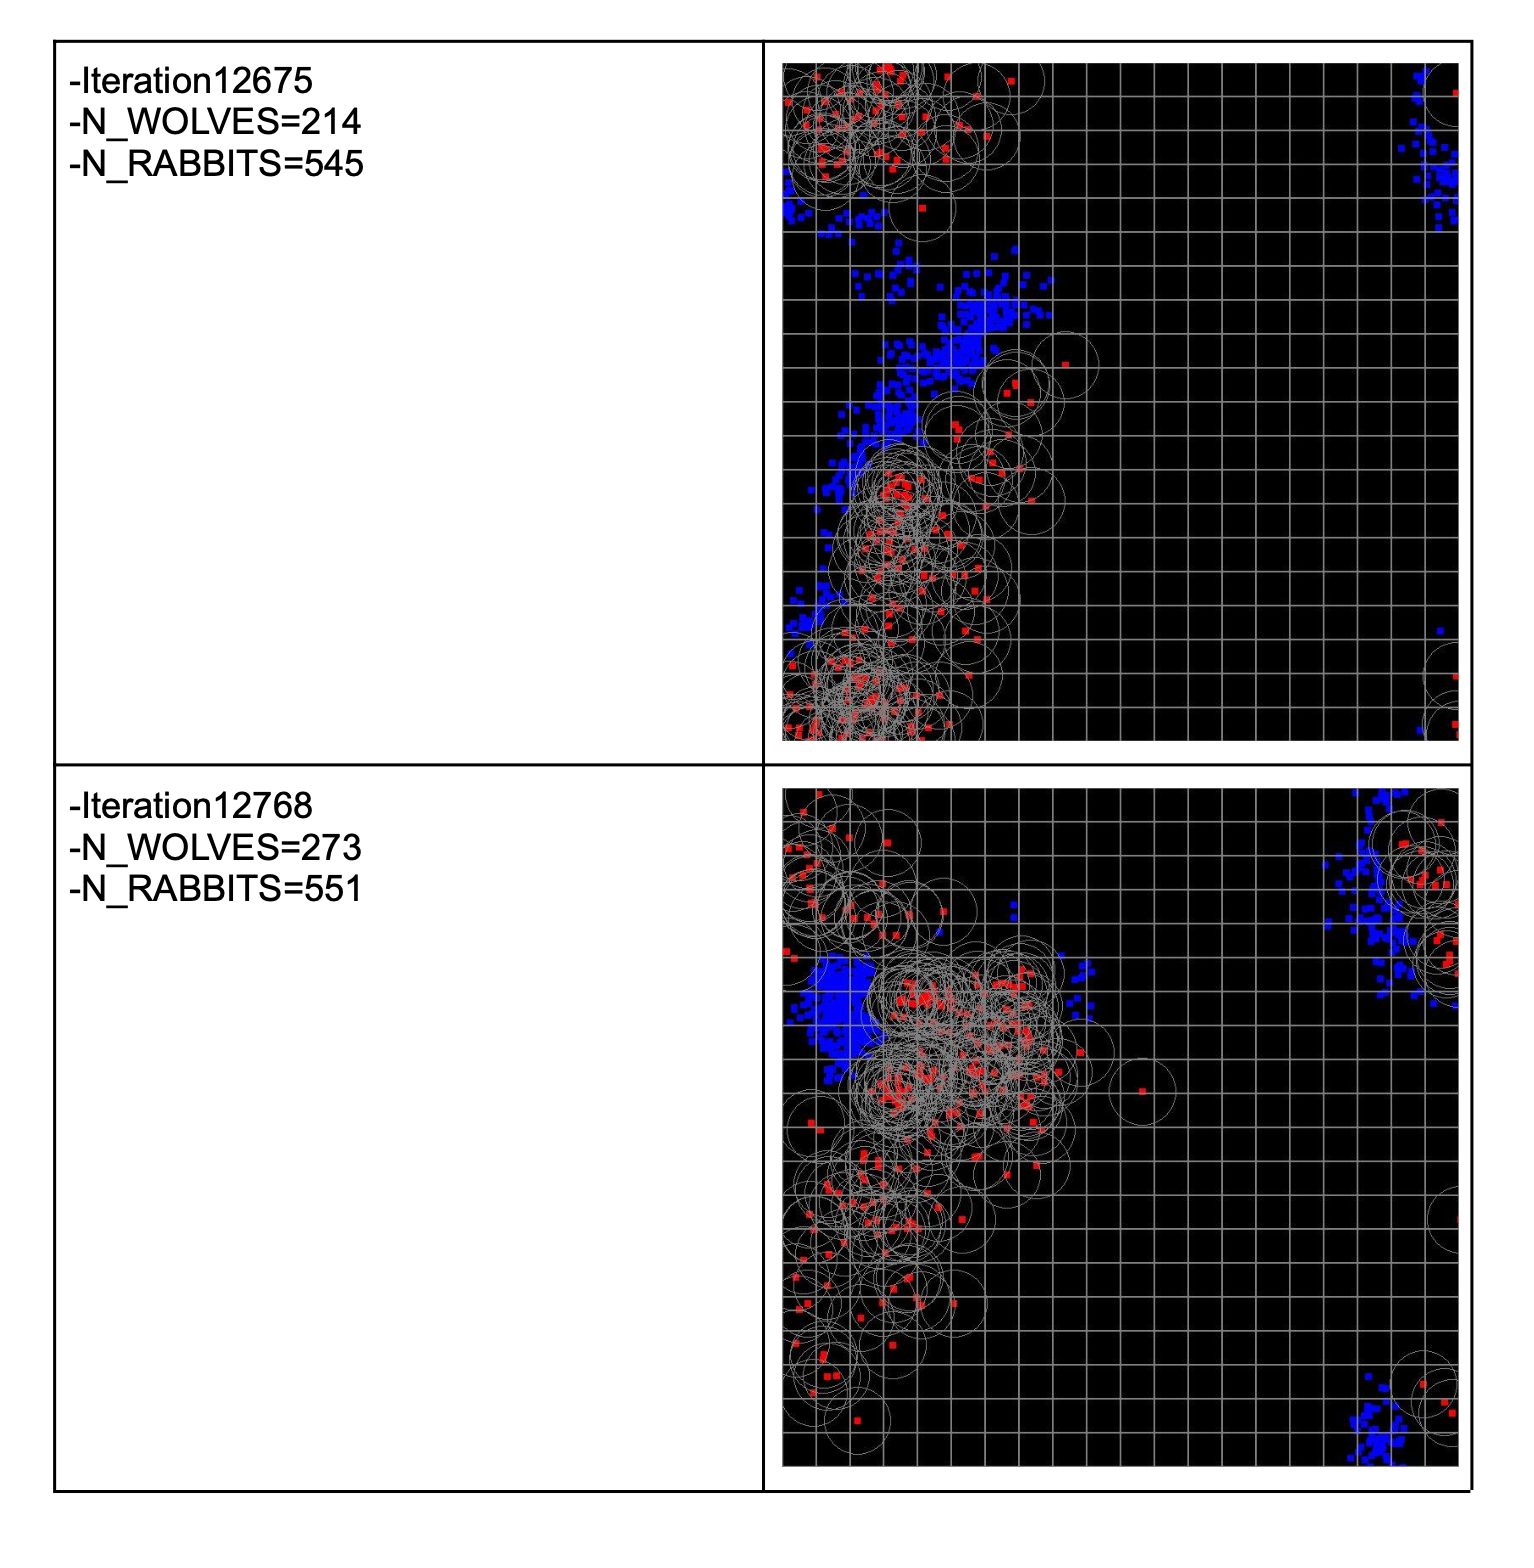 -Iteration12675
-N_WOLVES=214
-N_RABBITS=545
-Iteration12768
-N_WOLVES=273
-N_RABBITS=551